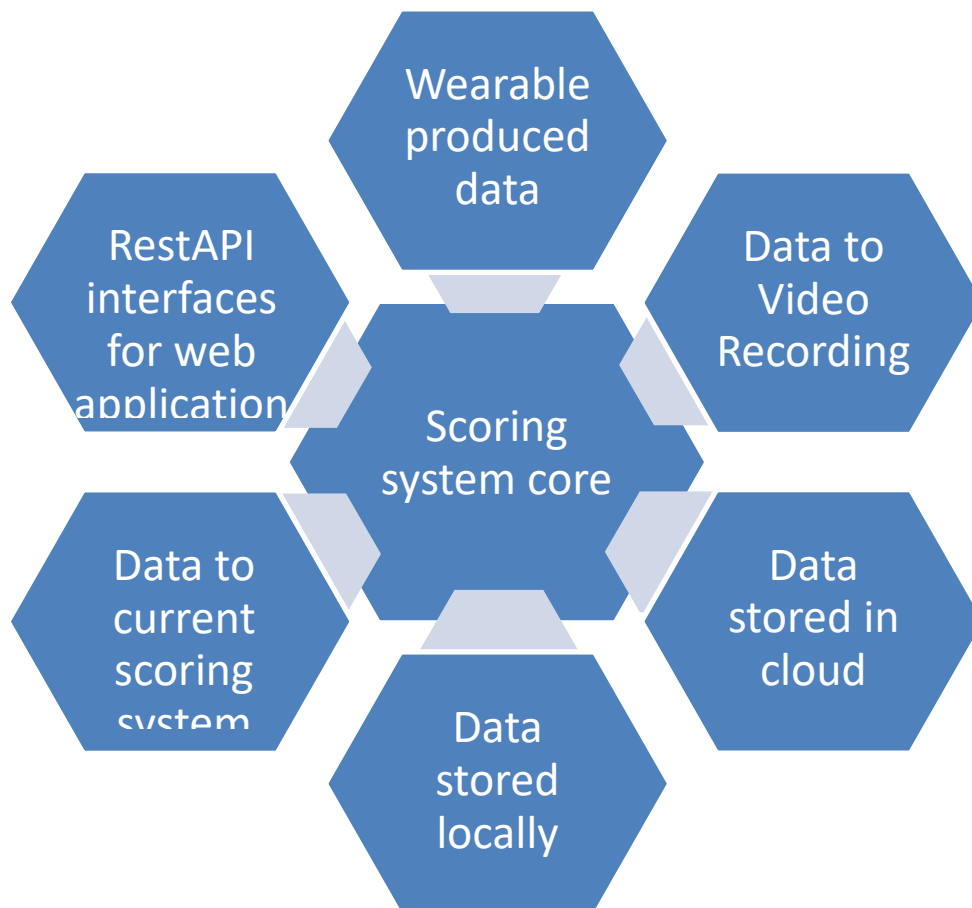 Wearable
produced
data
RestAPI
interfaces
for web
application
Data to
Video
Recording
Scoring
system core
Data to
current
scoring
system
Data
stored in
cloud
Data
stored
locally